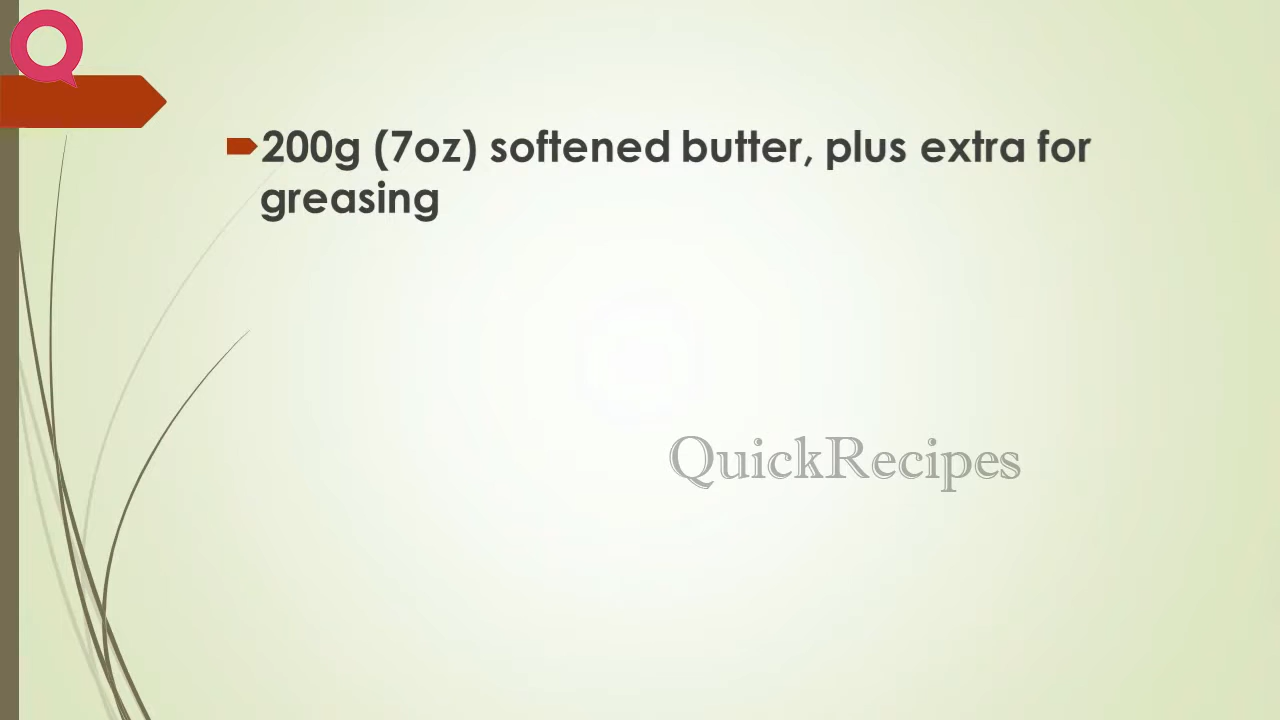 200g (7oz) softened butter, plus extra for
greasing
QuickRecipes